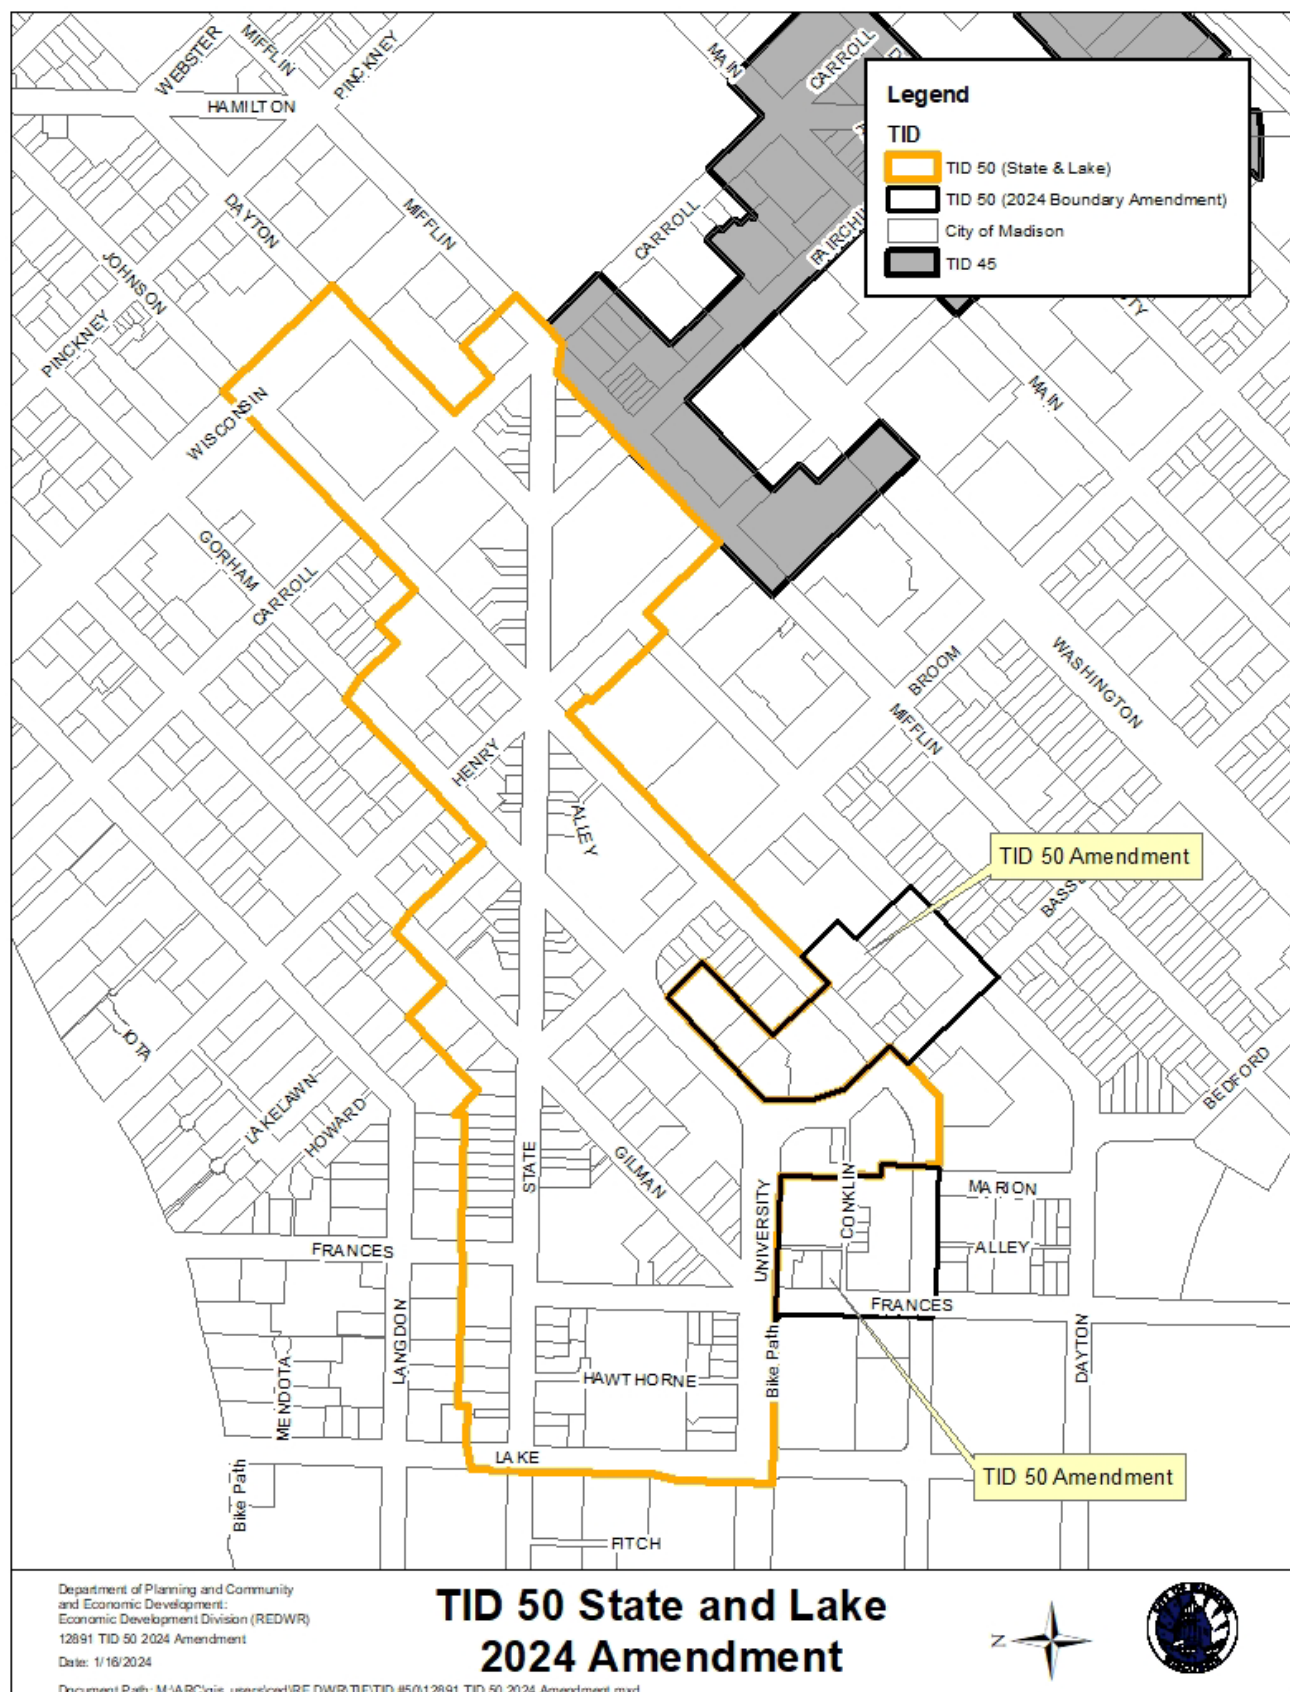 WEBSTER
MIFFLIN
PINCKNEY
HAMILTON
MAIN
CARROLL
Legend
TID
TID 50 (State & Lake)
TID 50 (2024 Boundary Amendment)
City of Madison
TID 45
DAYTON
MIFFLIN
CARROLL
JOHNSON
PINCKNEY
WISCONSIN
MAIN
GORHAM
CARROLL
BROOM
WASHINGTON
MIFFLIN
HENRY
ALLEY
TID 50 Amendment
IOTA
LAKELAWN
HOWARD
BEDFORD
STATE
GILMAN
UNIVERSITY
CONKLIN
MARION
ALLEY
FRANCES
FRANCES
LANGDON
MENDOTA
HAWTHORNE
Bike Path
DAYTON
LAKE
TID 50 Amendment
Bike Path
FITCH
Department of Planning and Community
and Economic Development:
Economic Development Division (REDWR)
12891 TID 50 2024 Amendment
Date: 1/16/2024
TID 50 State and Lake
2024 Amendment
N